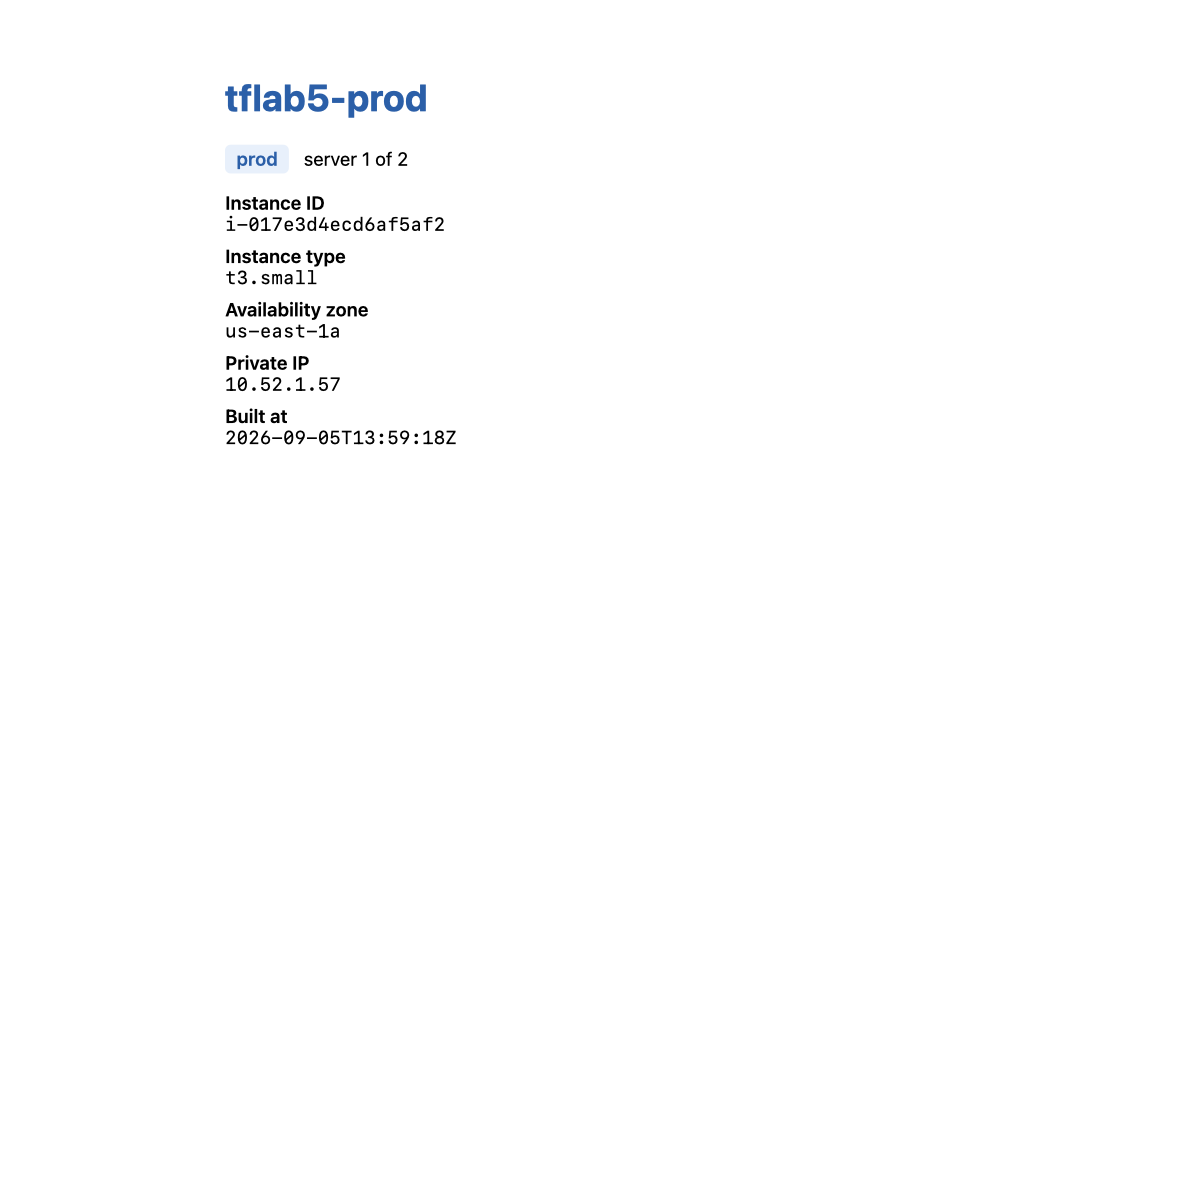 tflab5-prod
prod server 1 of 2
Instance ID
i-017e3d4ecd6af5af2
Instance type
t3.small
Availability zone
us-east-1a
Private IP
10.52.1.57
Built at
2026-09-05T13:59:18Z